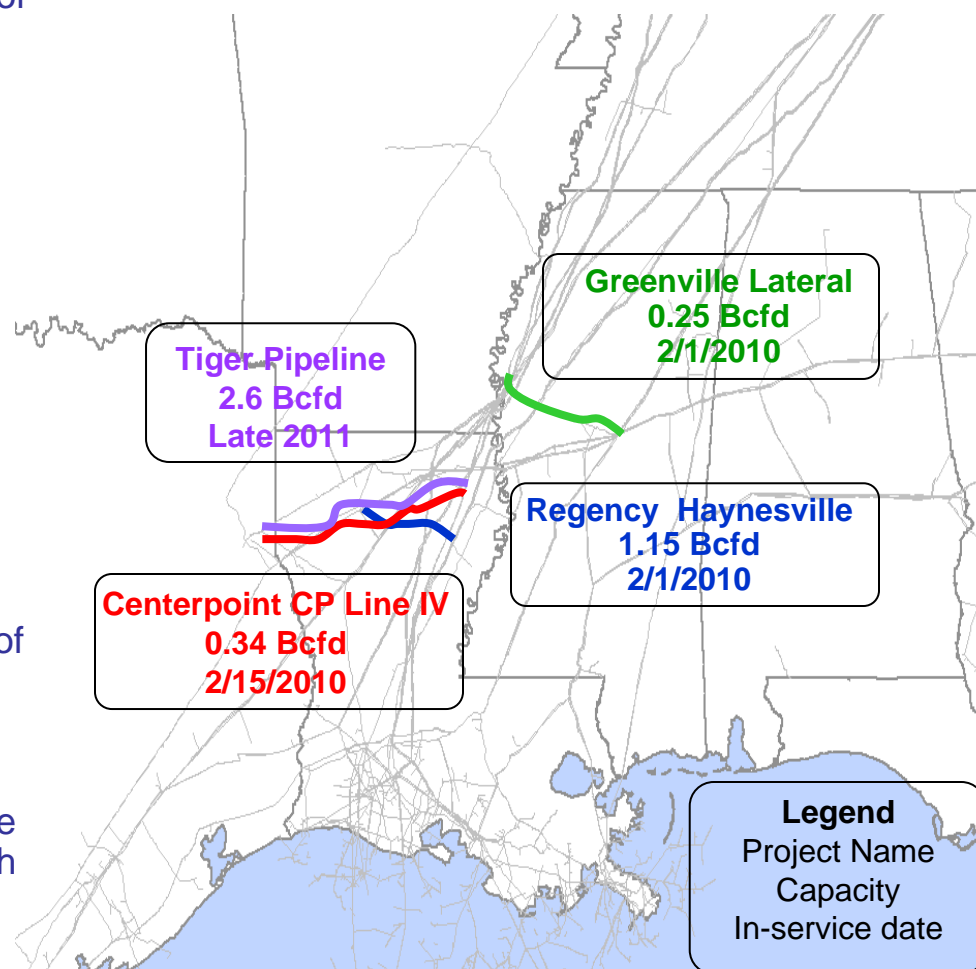 of
Greenville Lateral
0.25 Bcfd
2/1/2010
Tiger Pipeline
2.6 Bcfd
Late 2011
Regency Haynesville
1.15 Bcfd
2/1/2010
Centerpoint CP Line IV
0.34 Bcfd
2/15/2010
of
e
h
Legend
Project Name
Capacity
In-service date